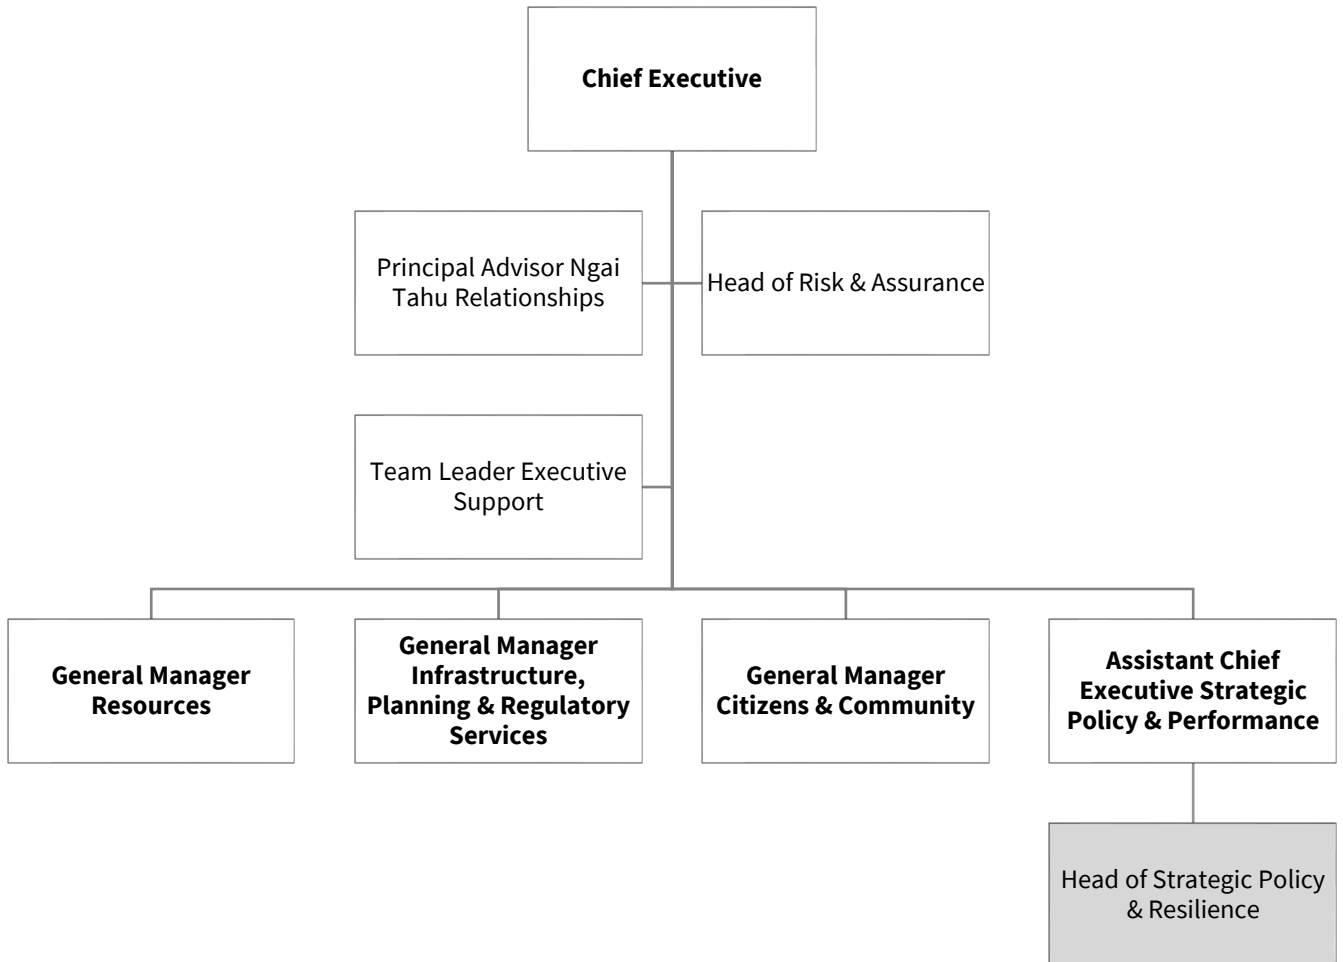 Chief Executive
Principal Advisor Ngai
Tahu Relationships
Head of Risk & Assurance
Team Leader Executive
Support
General Manager
Resources
General Manager
Infrastructure,
Planning & Regulatory
Services
General Manager
Citizens & Community
Assistant Chief
Executive Strategic
Policy & Performance
Head of Strategic Policy
& Resilience